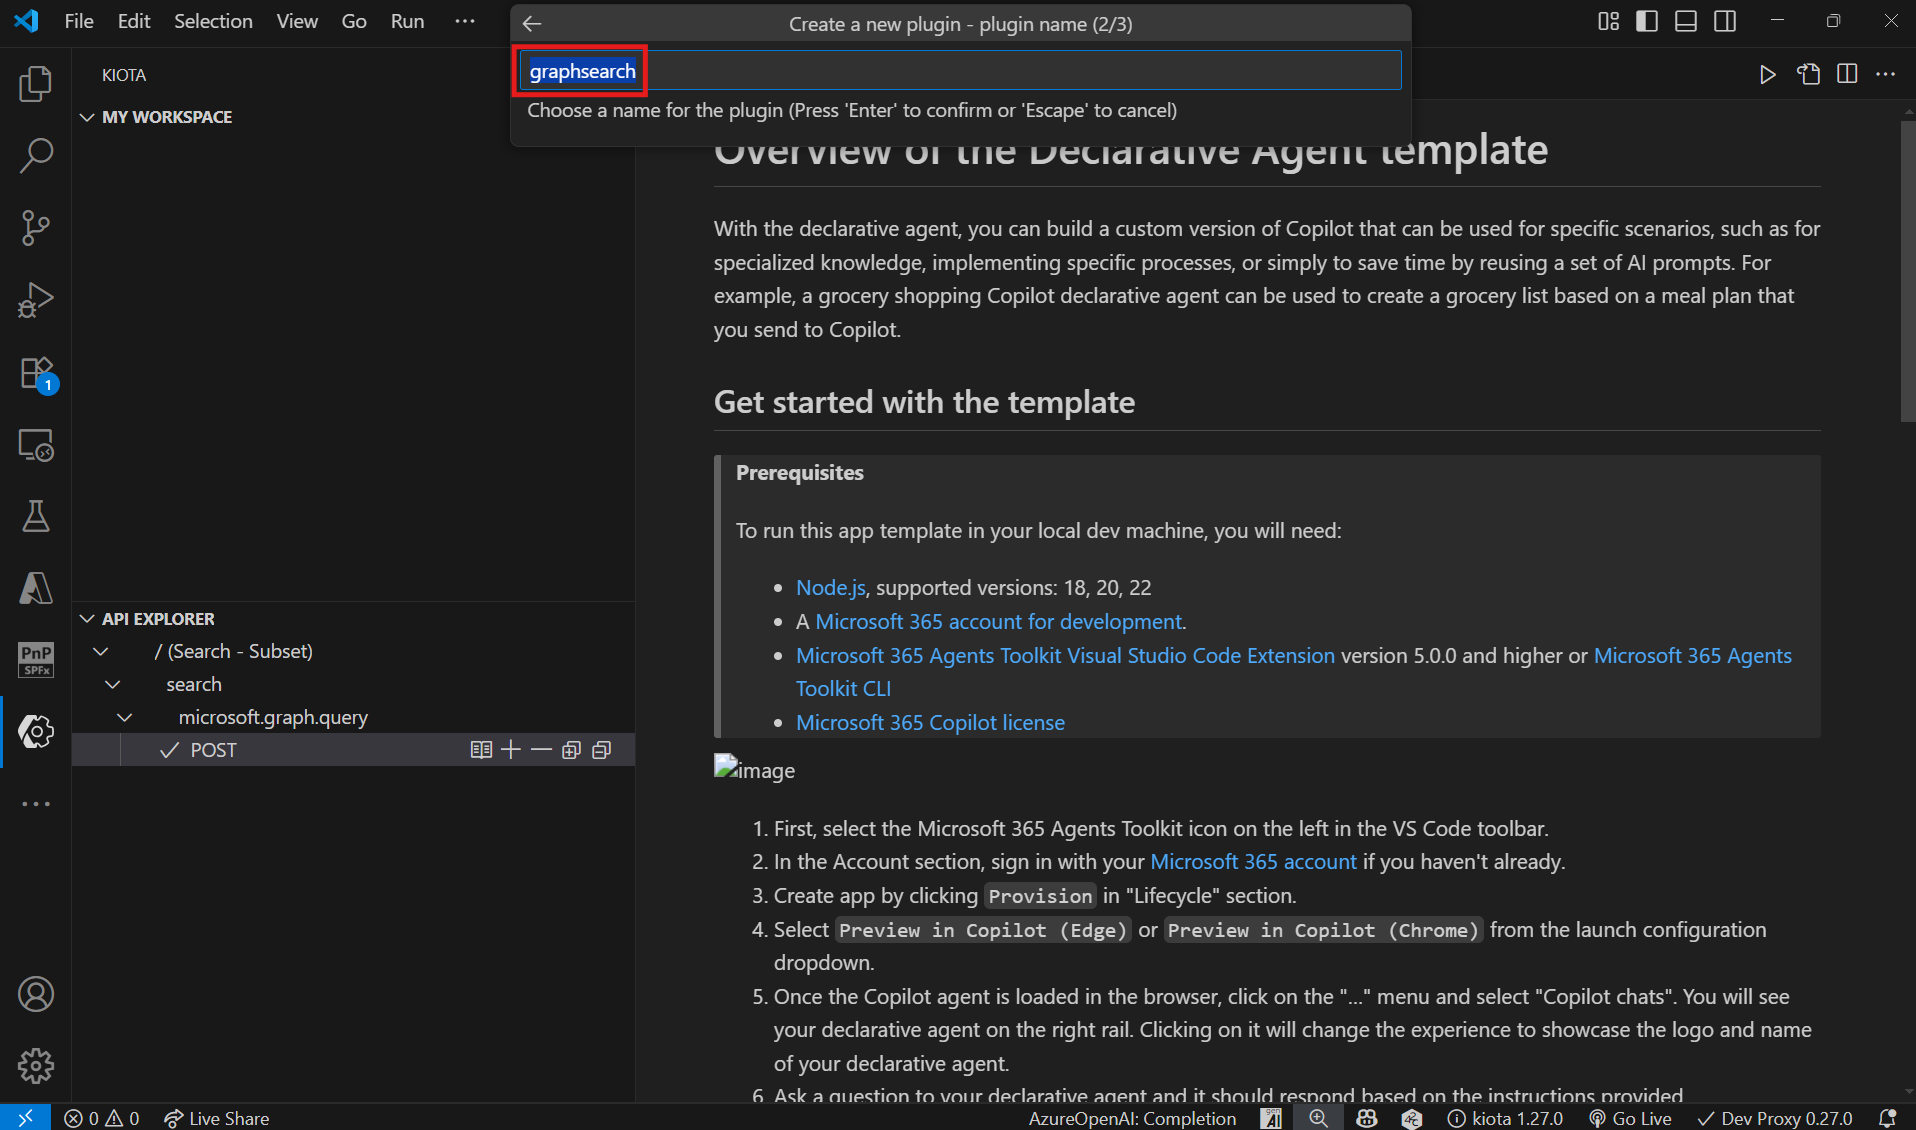 File Edit Selection View Go Run ···
Create a new plugin - plugin name (2/3)
graphsearch
Choose a name for the plugin (Press 'Enter' to confirm or 'Escape' to cancel)
KIOTA
MY WORKSPACE
API EXPLORER
/ (Search - Subset)
search
microsoft.graph.query
POST
1
PnP
SPFx
Overview of the Declarative Agent template
With the declarative agent, you can build a custom version of Copilot that can be used for specific scenarios, such as for
specialized knowledge, implementing specific processes, or simply to save time by reusing a set of AI prompts. For
example, a grocery shopping Copilot declarative agent can be used to create a grocery list based on a meal plan that
you send to Copilot.
Get started with the template
Prerequisites
To run this app template in your local dev machine, you will need:
• Node.js, supported versions: 18, 20, 22
• A Microsoft 365 account for development.
• Microsoft 365 Agents Toolkit Visual Studio Code Extension version 5.0.0 and higher or Microsoft 365 Agents
Toolkit CLI
• Microsoft 365 Copilot license
image
1. First, select the Microsoft 365 Agents Toolkit icon on the left in the VS Code toolbar.
2. In the Account section, sign in with your Microsoft 365 account if you haven't already.
3. Create app by clicking Provision in "Lifecycle" section.
4. Select Preview in Copilot (Edge) or Preview in Copilot (Chrome) from the launch configuration
dropdown.
5. Once the Copilot agent is loaded in the browser, click on the "..." menu and select "Copilot chats". You will see
your declarative agent on the right rail. Clicking on it will change the experience to showcase the logo and name
of your declarative agent.
6. Ask a question to your declarative agent and it should respond based on the instructions provided
0 0 Live Share AzureOpenAI: Completion gen AI kiota 1.27.0 Go Live Dev Proxy 0.27.0